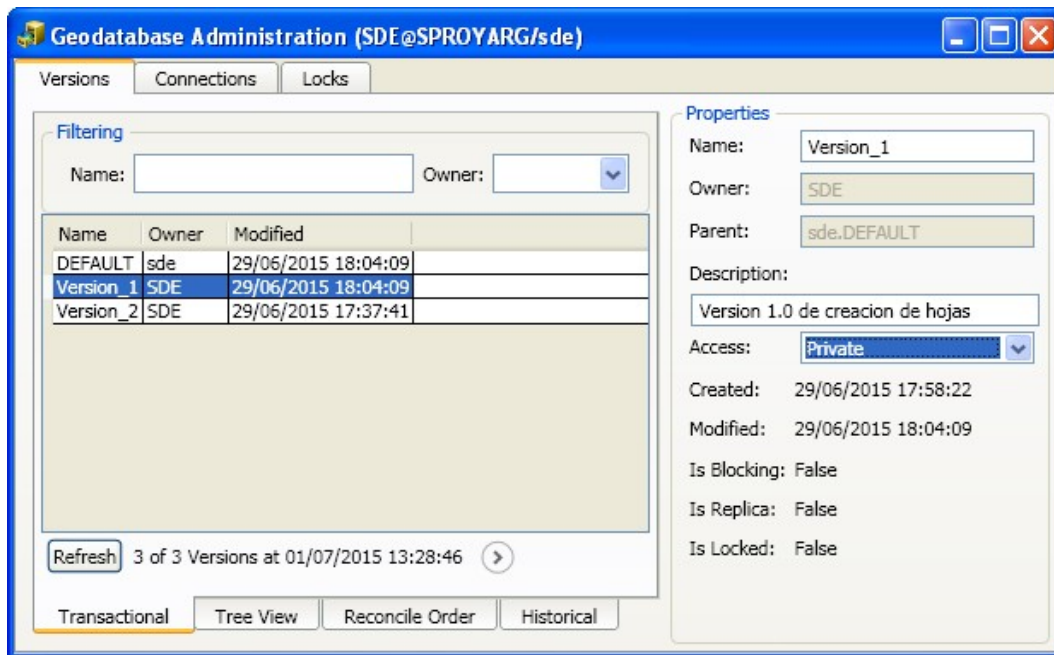 Geodatabase Administration (SDE@SPROYARG/sde)
Versions Connections Locks
Filtering
Name: Owner:
Name Owner Modified
DEFAULT sde 29/06/2015 18:04:09
Version_1 SDE 29/06/2015 18:04:09
Version_2 SDE 29/06/2015 17:37:41
Refresh 3 of 3 Versions at 01/07/2015 13:28:46
Transactional Tree View Reconcile Order Historical
Properties
Name: Version_1
Owner: SDE
Parent: sde.DEFAULT
Description:
Version 1.0 de creacion de hojas
Access: Private
Created: 29/06/2015 17:58:22
Modified: 29/06/2015 18:04:09
Is Blocking: False
Is Replica: False
Is Locked: False